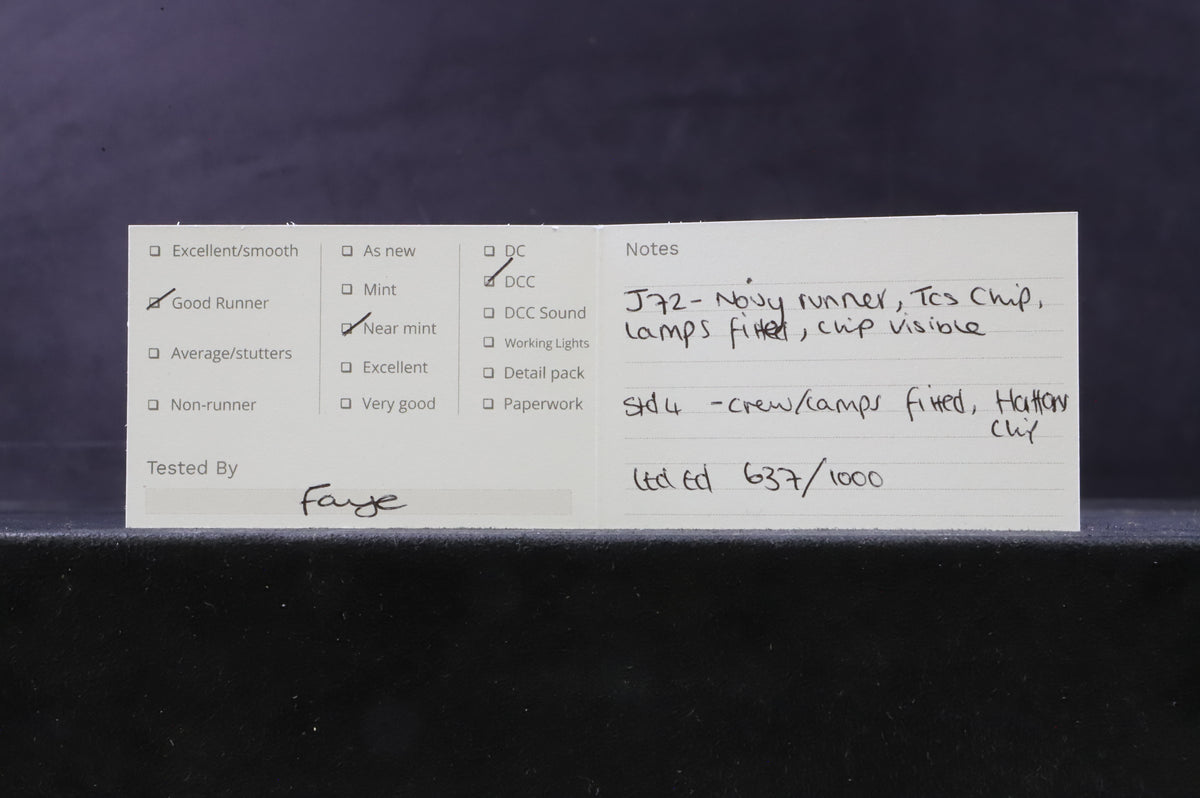 Excellent/smooth
Good Runner
Average/stutters
Non-runner
As new
Mint
Near mint
Excellent
Very good
DC
DCC
DCC Sound
Working Lights
Detail pack
Paperwork
Tested By
Faye
Notes
J72 - Noisy runner, Tcs Chip,
Lamps fitted, chip visible
Std 4 - crew/lamps fitted, Hattons
Chip
Ltd Ed 637/1000